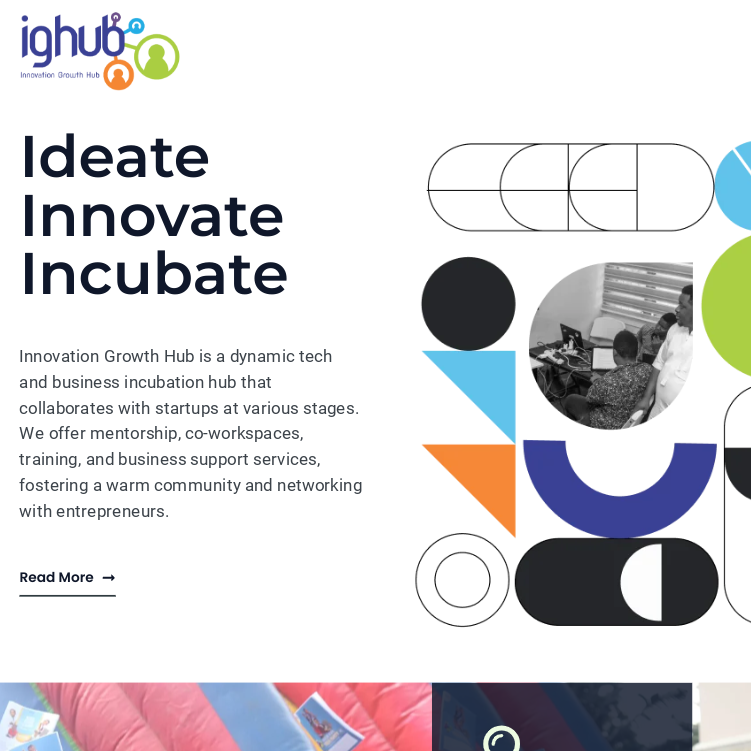 ighub
Innovation Growth Hub
Ideate
Innovate
Incubate
Innovation Growth Hub is a dynamic tech
and business incubation hub that
collaborates with startups at various stages.
We offer mentorship, co-workspaces,
training, and business support services,
fostering a warm community and networking
with entrepreneurs.
Read More